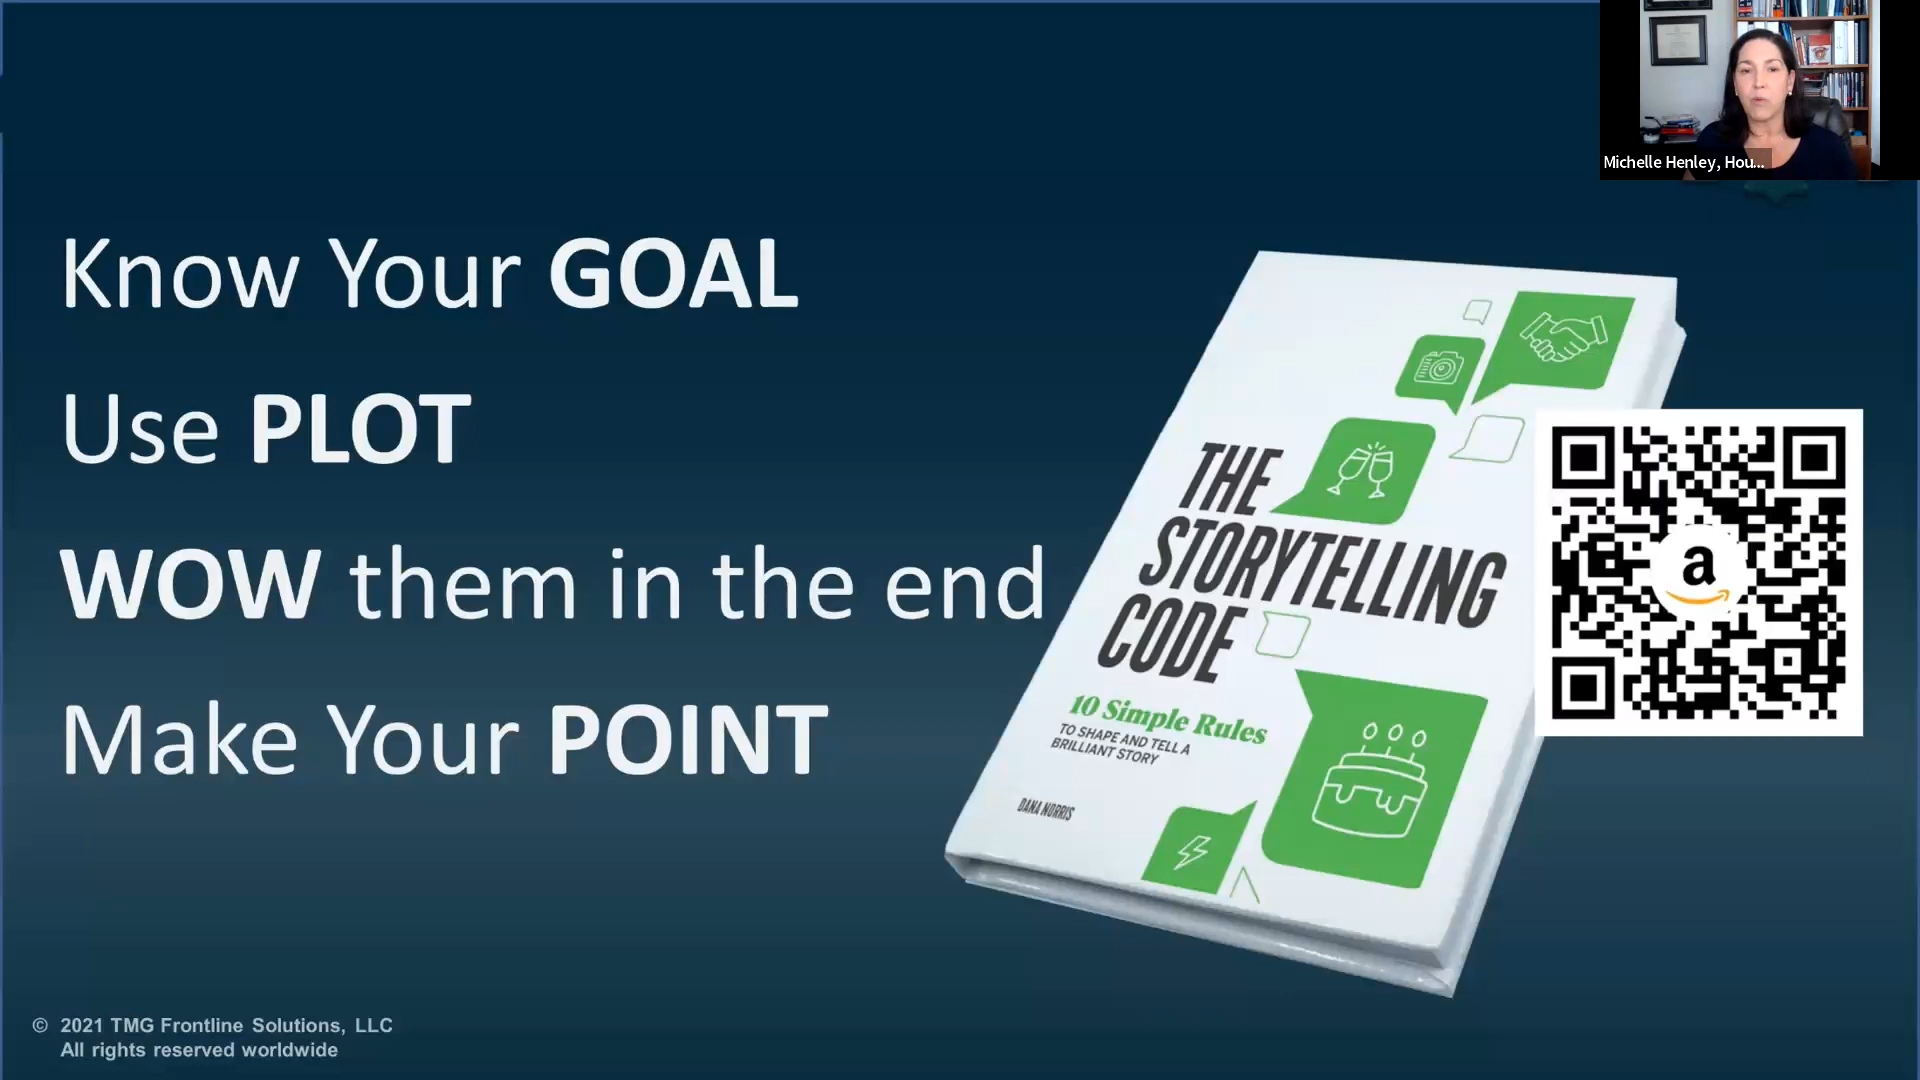 Michelle Henley, Hou...
Know Your GOAL
Use PLOT
WOW them in the end
Make Your POINT
THE
STORYTELLING
CODE
10 Simple Rules
TO SHAPE AND TELL A
BRILLIANT STORY
DANA NORRIS
a
© 2021 TMG Frontline Solutions, LLC
All rights reserved worldwide